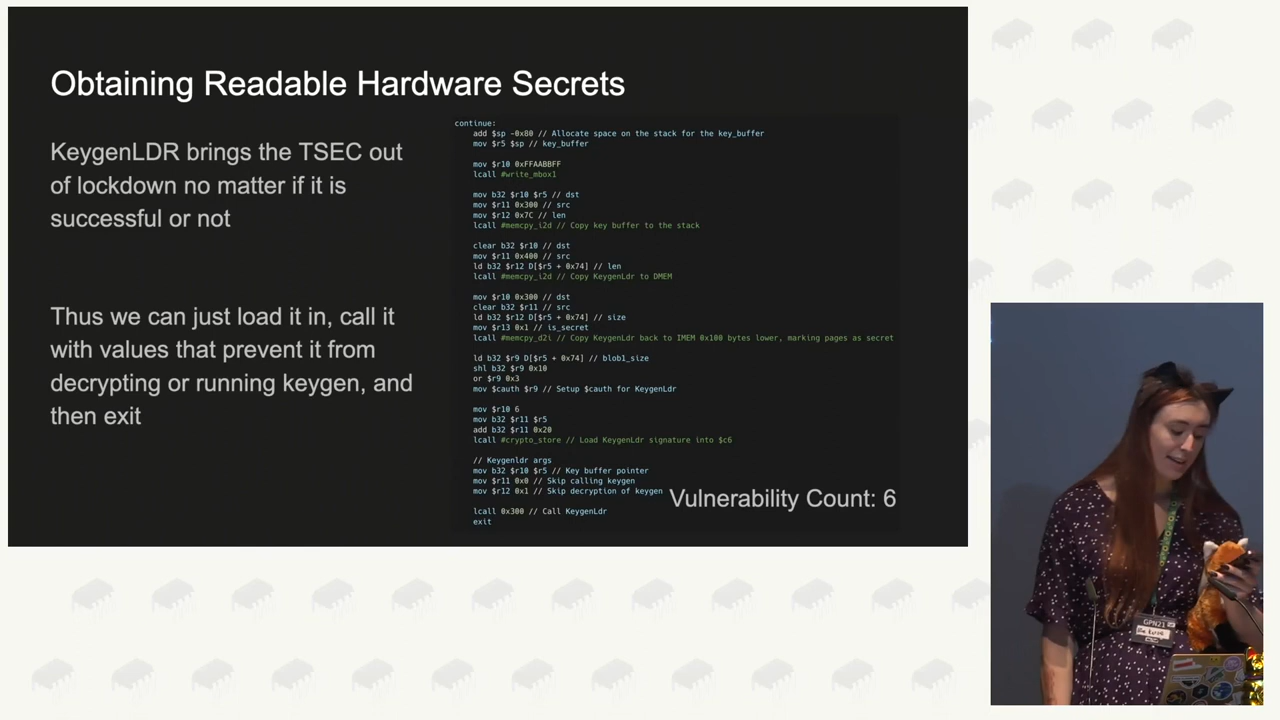 Obtaining Readable Hardware Secrets
KeygenLDR brings the TSEC out
of lockdown no matter if it is
successful or not
Thus we can just load it in, call it
with values that prevent it from
decrypting or running keygen, and
then exit
continue:
add $sp -0x80 // Allocate space on the stack for the key_buffer
mov $r5 $sp // key_buffer
mov $r10 0xFFAABBFF
lcall #write_mbox1
mov b32 $r10 $r5 // dst
mov $r11 0x300 // src
mov $r12 0x7C // len
lcall #memcpy_i2d // Copy key buffer to the stack
clear b32 $r10 // dst
mov $r11 0x400 // src
ld b32 $r12 D[$r5 + 0x74] // len
lcall #memcpy_i2d // Copy KeygenLdr to DMEM
mov $r10 0x300 // dst
clear b32 $r11 // src
ld b32 $r12 D[$r5 + 0x74] // size
mov $r13 0x1 // is_secret
lcall #memcpy_d2i // Copy KeygenLdr back to IMEM 0x100 bytes lower, marking pages as secret
ld b32 $r9 D[$r5 + 0x74] // blob1_size
shl b32 $r9 0x10
or $r9 0x3
mov $cauth $r9 // Setup $cauth for KeygenLdr
mov $r10 6
mov b32 $r11 $r5
add b32 $r11 0x20
lcall #crypto_store // Load KeygenLdr signature into $c6
// Keygenldr args
mov b32 $r10 $r5 // Key buffer pointer
mov $r11 0x0 // Skip calling keygen
mov $r12 0x1 // Skip decryption of keygen
lcall 0x300 // Call KeygenLdr
exit
Vulnerability Count: 6
GPN21